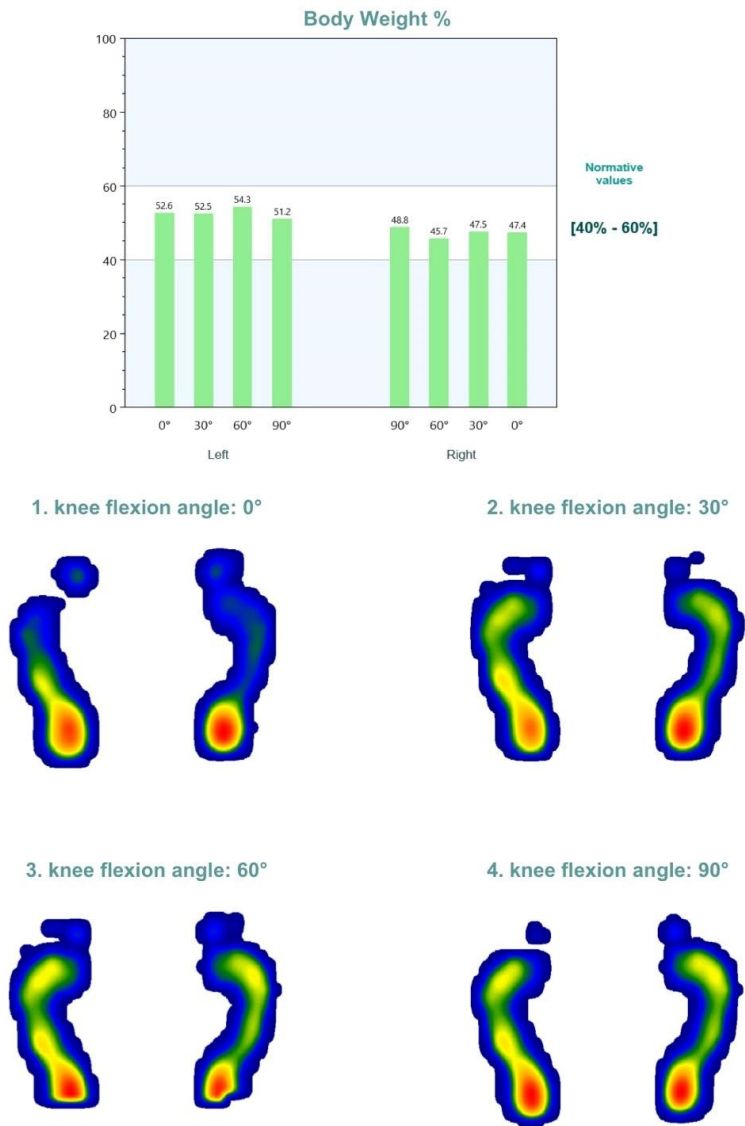 Body Weight %
100
80
60
40
20
0
52.6
52.5
54.3
51.2
48.8
45.7
47.5
47.4
0°
30°
60°
90°
90°
60°
30°
0°
Left
Right
Normative
values
[40% - 60%]
1. knee flexion angle: 0°
2. knee flexion angle: 30°
3. knee flexion angle: 60°
4. knee flexion angle: 90°